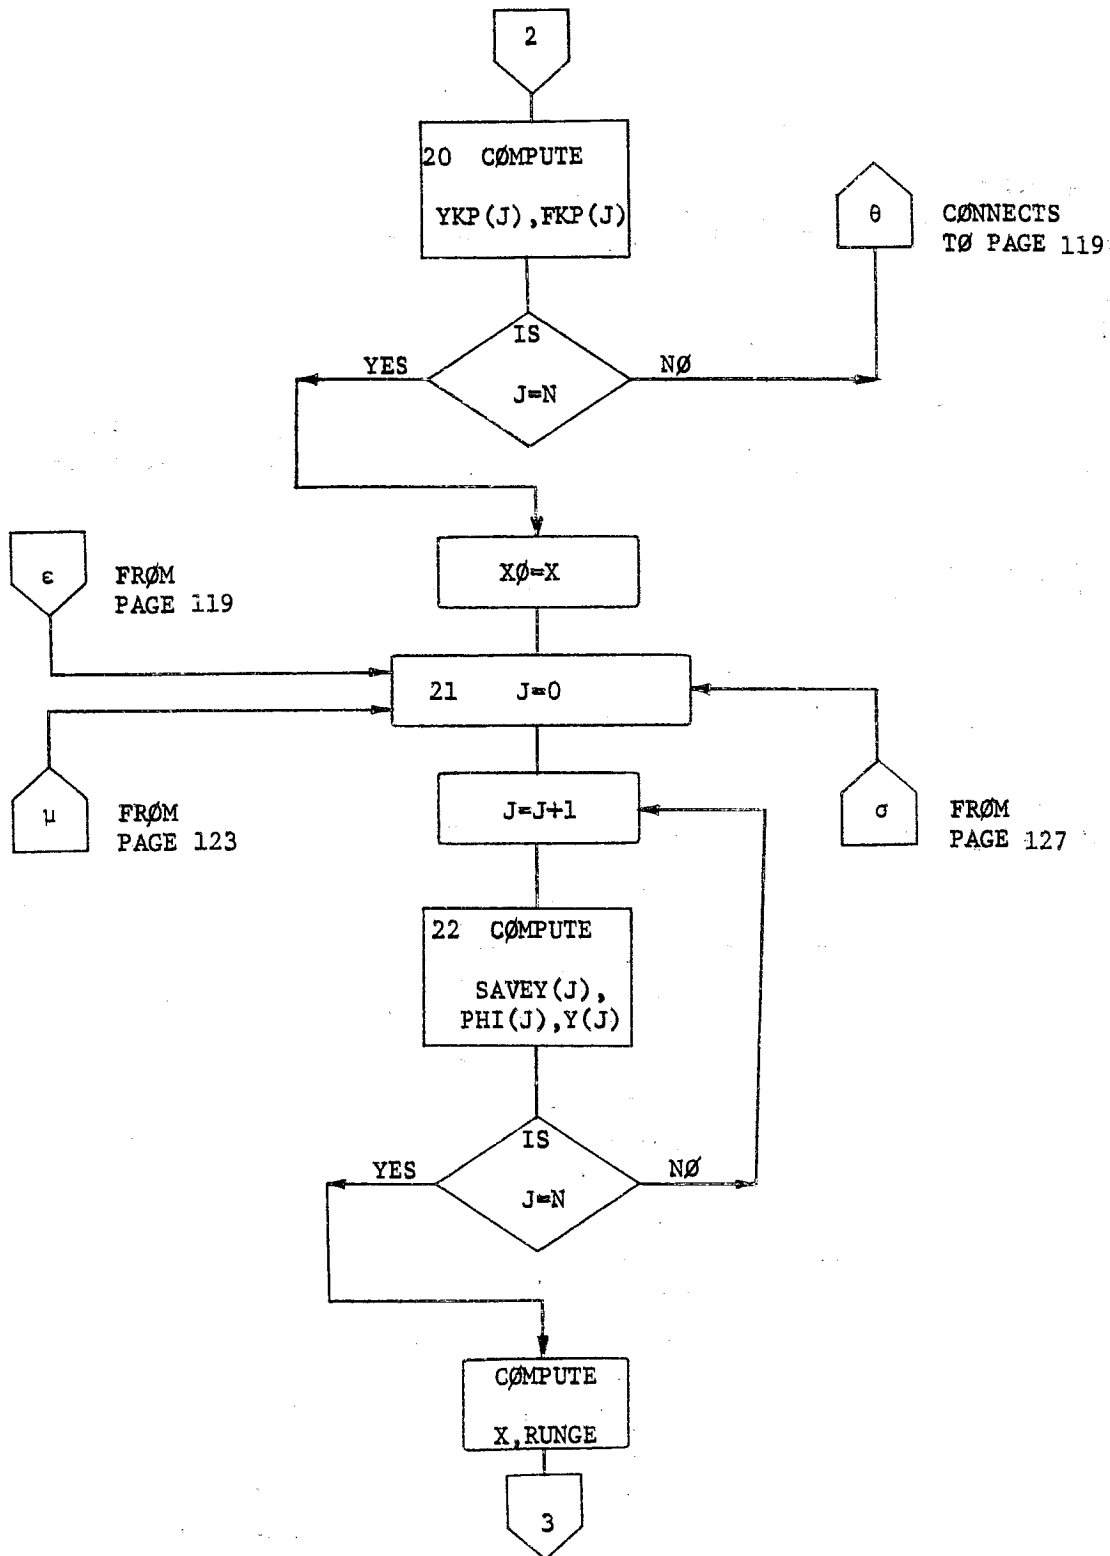 2
20 CØMPUTE
YKP(J),FKP(J)
θ
CØNNECTS
TØ PAGE 119
IS
J=N
YES
NØ
XØ=X
ε
FRØM
PAGE 119
21 J=0
μ
FRØM
PAGE 123
J=J+1
σ
FRØM
PAGE 127
22 CØMPUTE
SAVEY(J),
PHI(J),Y(J)
IS
J=N
YES
NØ
CØMPUTE
X,RUNGE
3